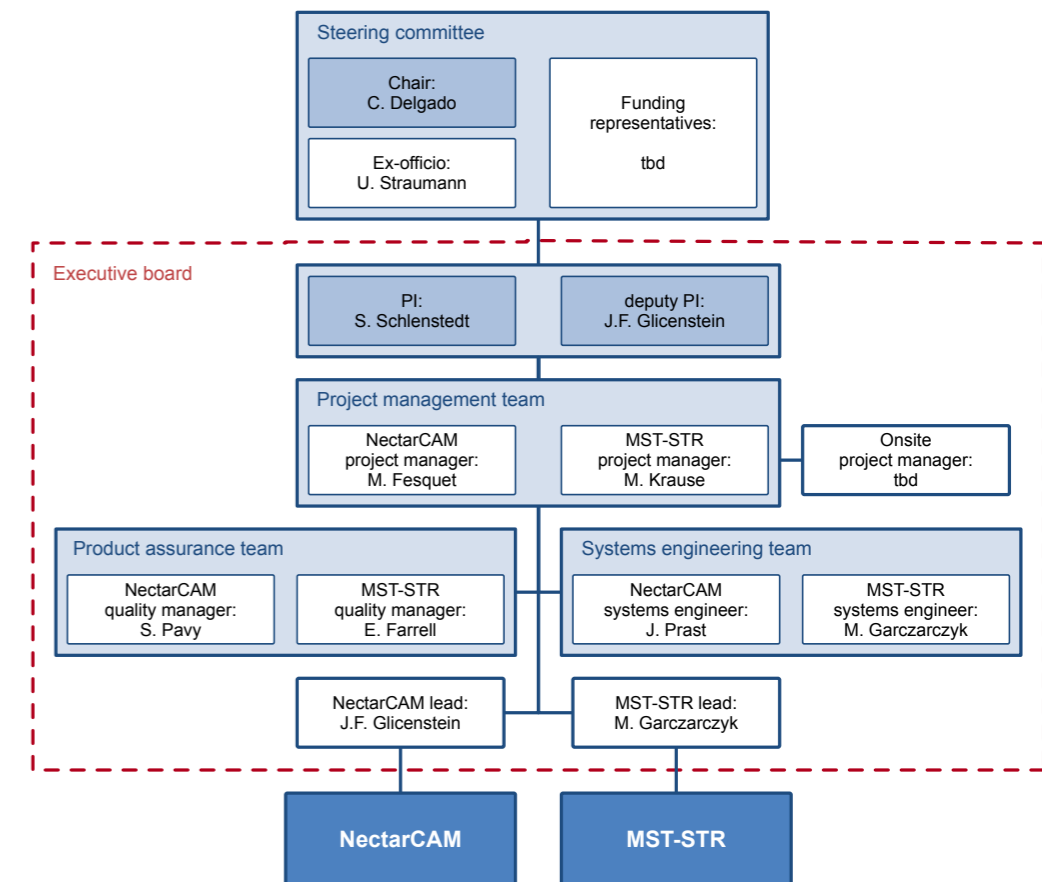 Steering committee
Chair:
C. Delgado
Ex-officio:
U. Straumann
Funding
representatives:
tbd
Executive board
PI:
S. Schlenstedt
deputy PI:
J.F. Glicenstein
Project management team
NectarCAM
project manager:
M. Fesquet
MST-STR
project manager:
M. Krause
Onsite
project manager:
tbd
Product assurance team
NectarCAM
quality manager:
S. Pavy
MST-STR
quality manager:
E. Farrell
Systems engineering team
NectarCAM
systems engineer:
J. Prast
MST-STR
systems engineer:
M. Garczarczyk
NectarCAM lead:
J.F. Glicenstein
MST-STR lead:
M. Garczarczyk
NectarCAM
MST-STR